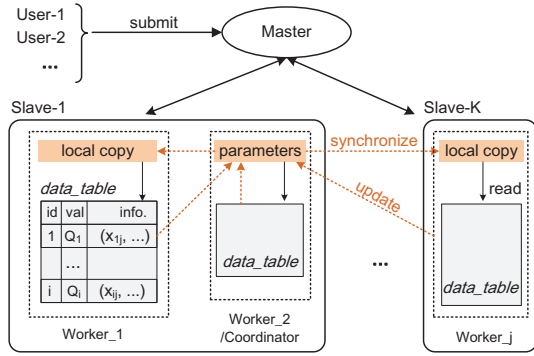 User-1
User-2
...
submit
Master
Slave-1
Slave-K
local copy
parameters
synchronize
local copy
data_table
read
id val info.
1 Q₁ (x₁ⱼ, ...)
...
i Qᵢ (xᵢⱼ, ...)
update
data_table
...
data_table
Worker_1
Worker_2
/Coordinator
Worker_j